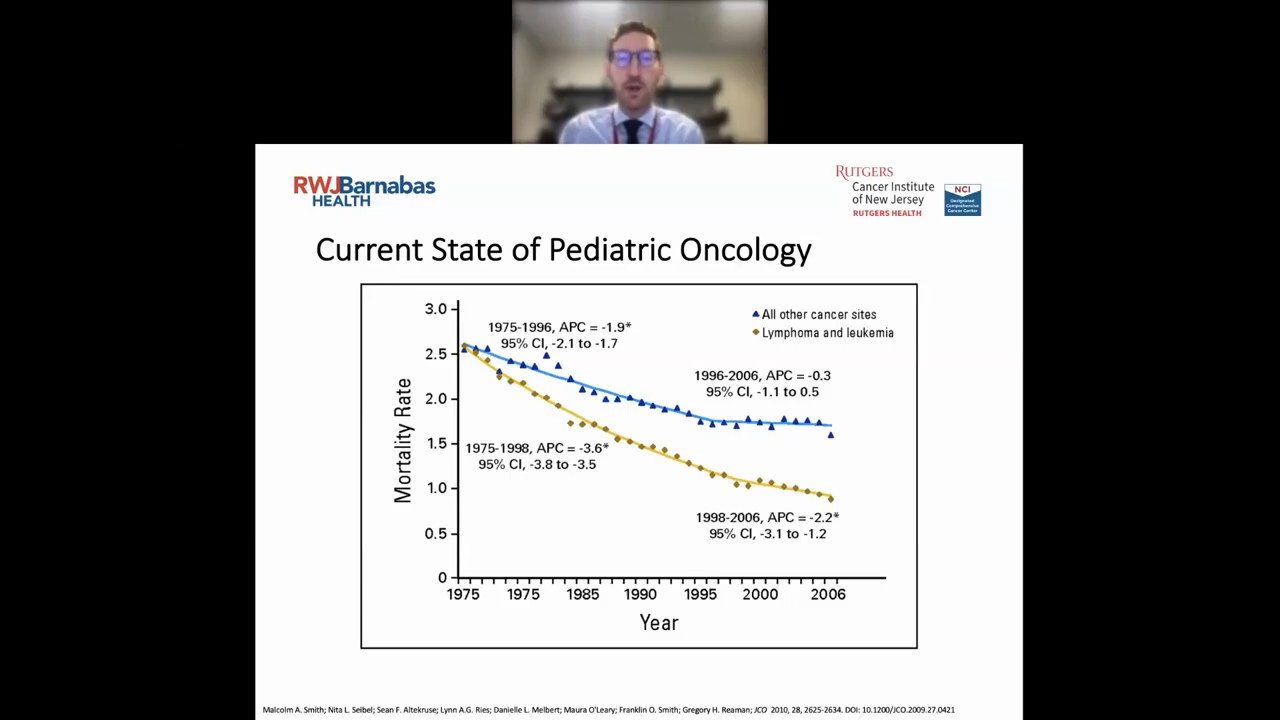 RWJBarnabas
HEALTH
RUTGERS
Cancer Institute
of New Jersey
RUTGERS HEALTH
NCI
Designated
Comprehensive
Cancer Center
Current State of Pediatric Oncology
3.0
2.5
2.0
1.5
1.0
0.5
0
Mortality Rate
1975-1996, APC = -1.9*
95% CI, -2.1 to -1.7
All other cancer sites
Lymphoma and leukemia
1996-2006, APC = -0.3
95% CI, -1.1 to 0.5
1975-1998, APC = -3.6*
95% CI, -3.8 to -3.5
1998-2006, APC = -2.2*
95% CI, -3.1 to -1.2
1975 1975 1985 1990 1995 2000 2006
Year
Malcolm A. Smith; Nita L. Seibel; Sean F. Altekruse; Lynn A.G. Ries; Danielle L. Melbert; Maura O'Leary; Franklin O. Smith; Gregory H. Reaman; JCO 2010, 28, 2625-2634. DOI: 10.1200/JCO.2009.27.0421